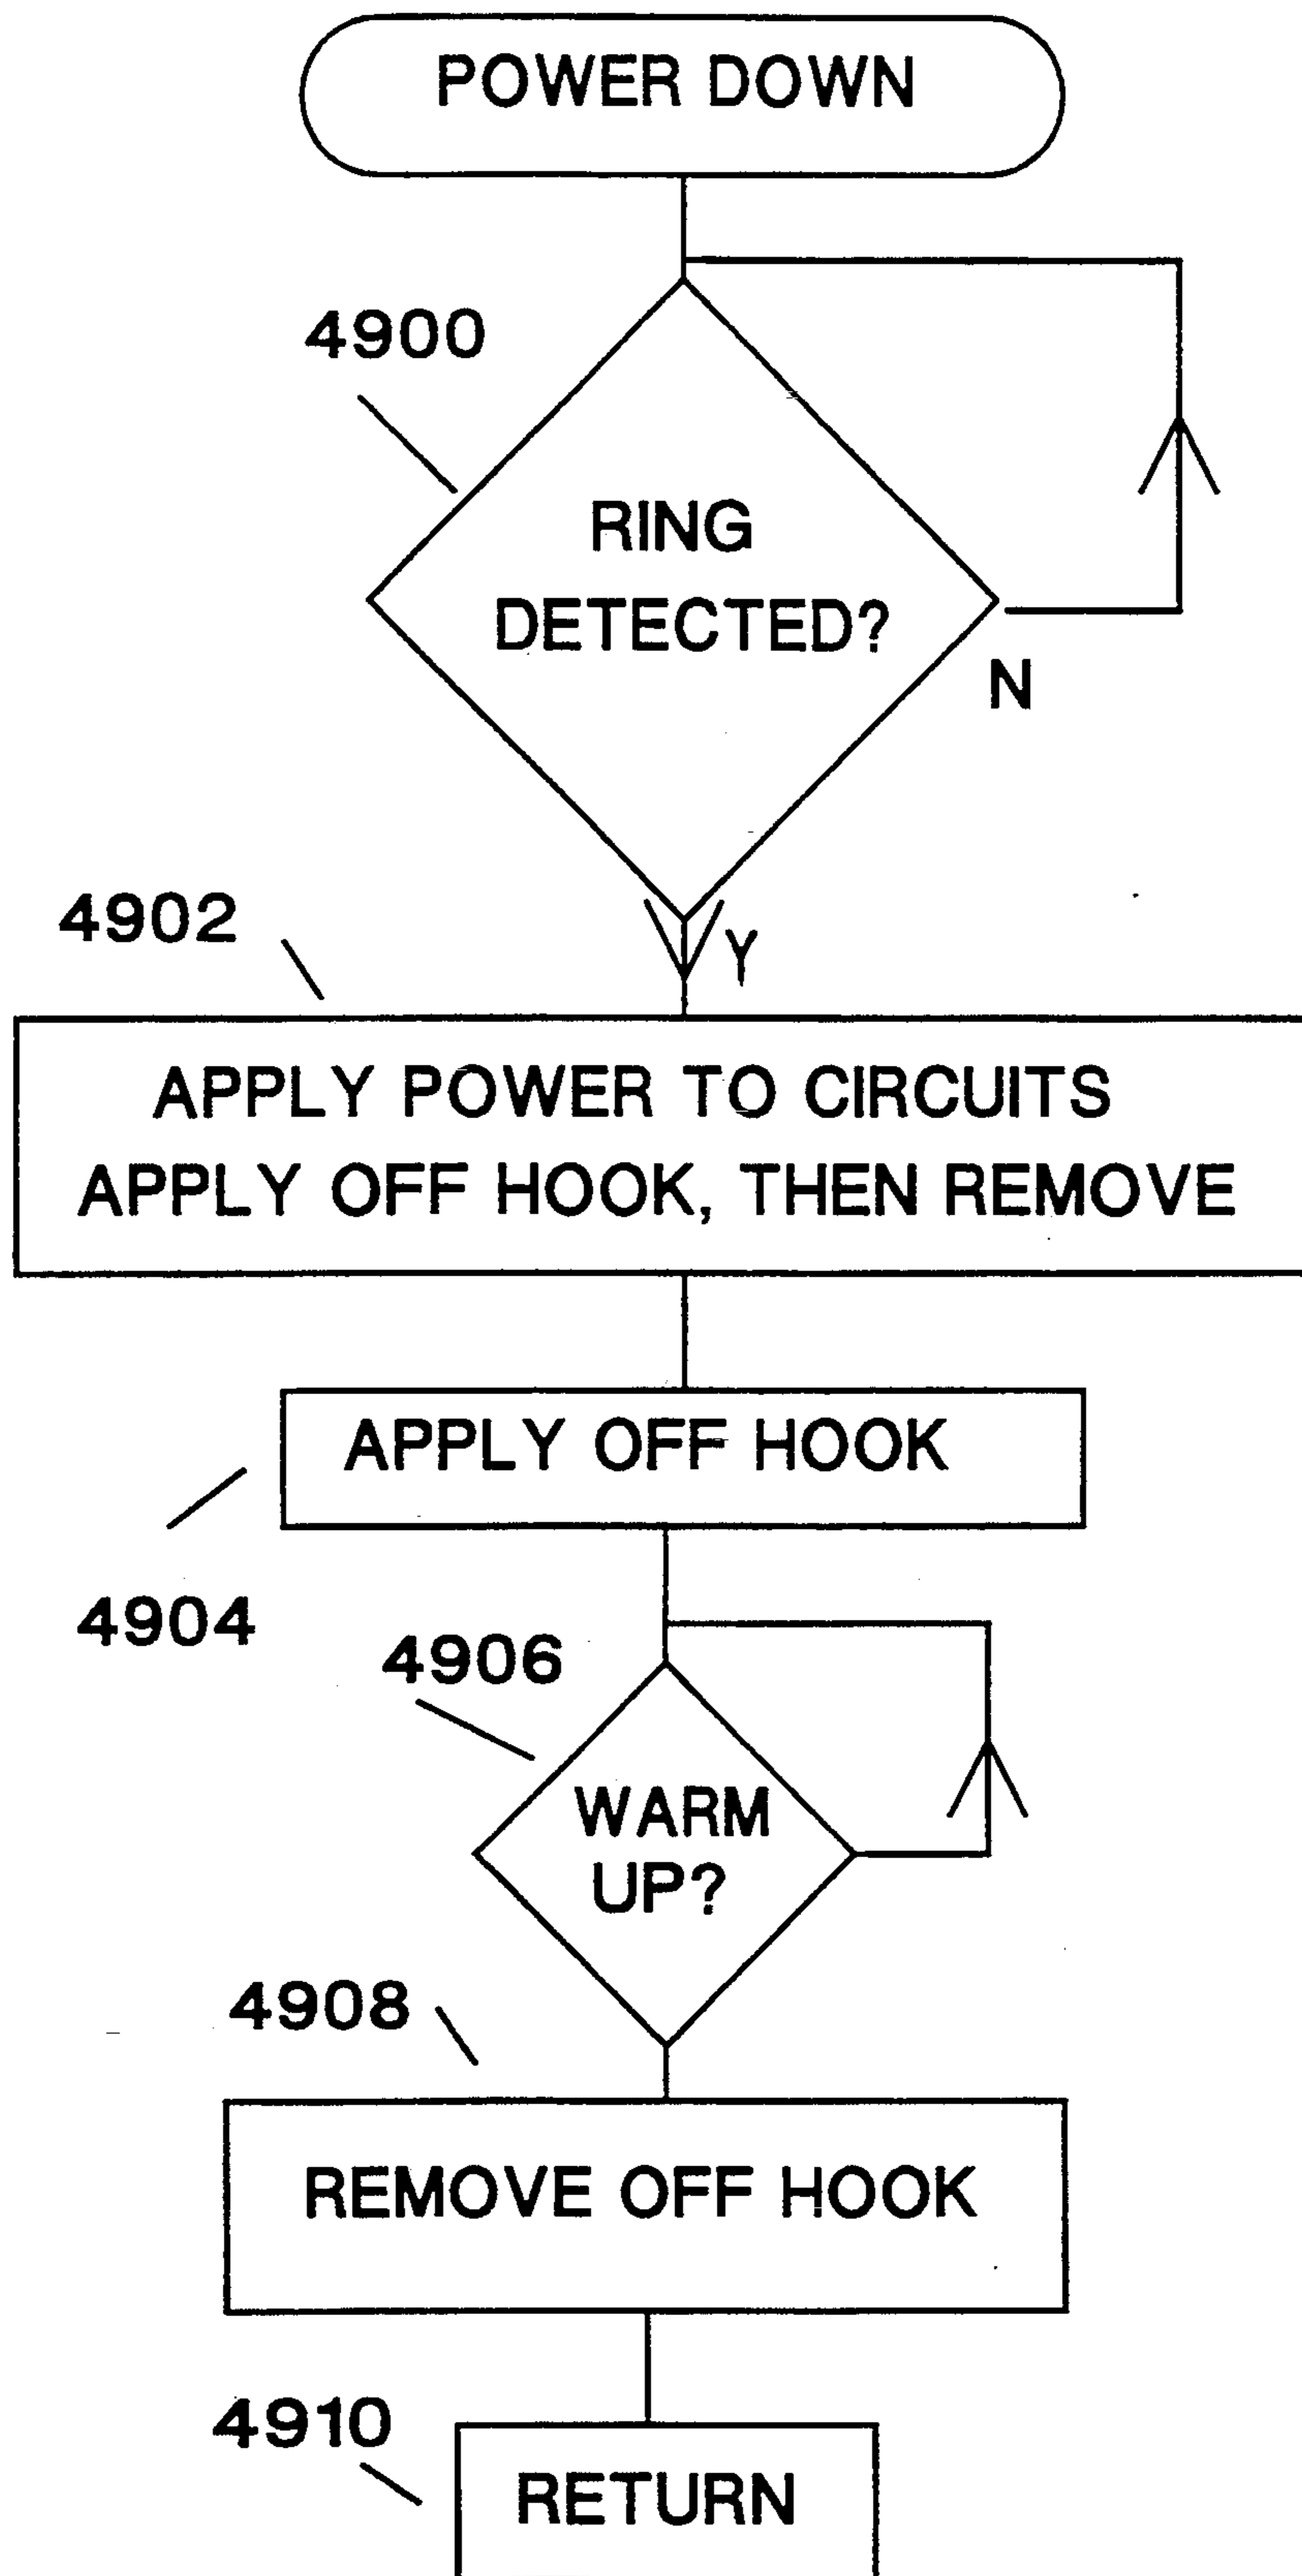 POWER DOWN
4900
RING
DETECTED?
N
4902
Y
APPLY POWER TO CIRCUITS
APPLY OFF HOOK, THEN REMOVE
APPLY OFF HOOK
4904
4906
WARM
UP?
4908
REMOVE OFF HOOK
4910
RETURN